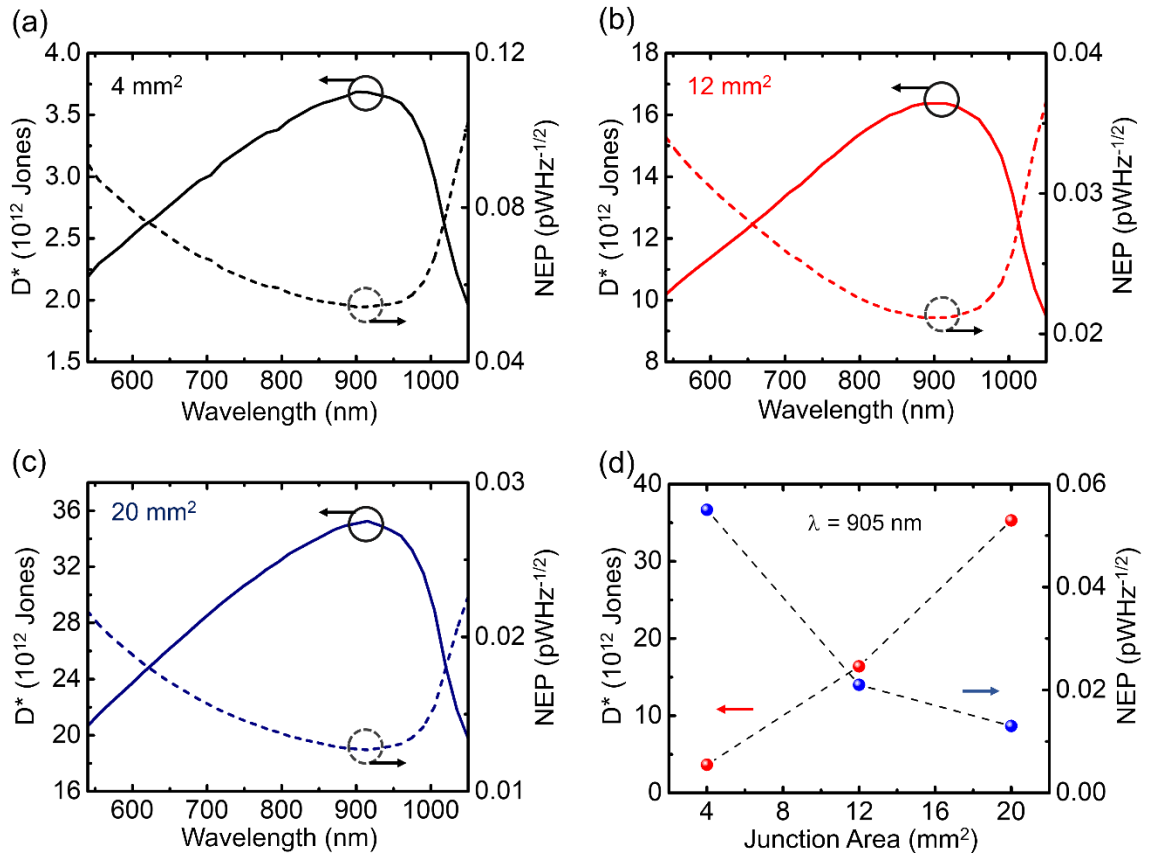 (a)
4.0
3.5
3.0
2.5
2.0
1.5
D* (10¹² Jones)
4 mm²
0.12
0.08
0.04
NEP (pWHz⁻¹/²)
600 700 800 900 1000
Wavelength (nm)
(b)
18
16
14
12
10
8
D* (10¹² Jones)
12 mm²
0.04
0.03
0.02
NEP (pWHz⁻¹/²)
600 700 800 900 1000
Wavelength (nm)
(c)
36
32
28
24
20
16
D* (10¹² Jones)
20 mm²
0.03
0.02
0.01
NEP (pWHz⁻¹/²)
600 700 800 900 1000
Wavelength (nm)
(d)
40
30
20
10
0
D* (10¹² Jones)
λ = 905 nm
0.06
0.04
0.02
0.00
NEP (pWHz⁻¹/²)
4 8 12 16 20
Junction Area (mm²)